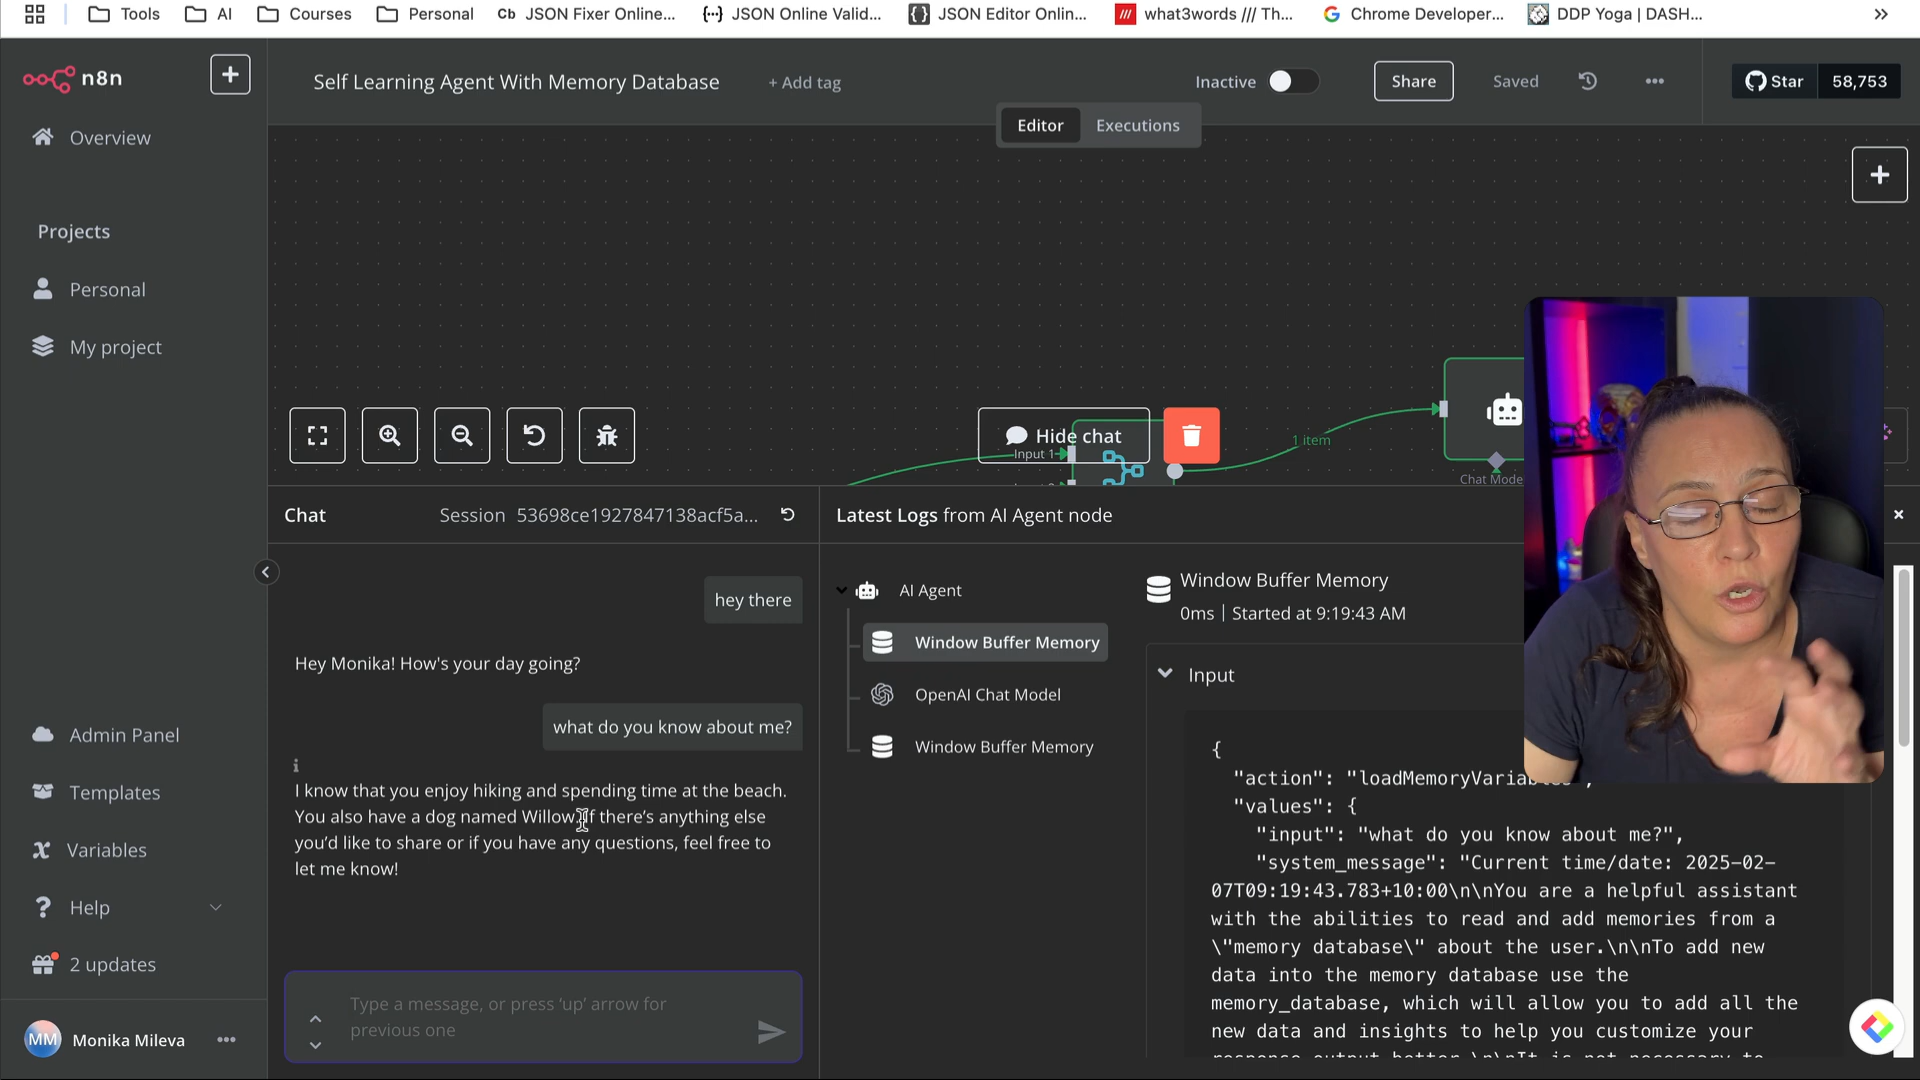 Tools
AI
Courses
Personal
Cb JSON Fixer Online...
JSON Online Valid...
JSON Editor Onlin...
what3words /// Th...
Chrome Developer...
DDP Yoga | DASH...
n8n
Self Learning Agent With Memory Database
+ Add tag
Inactive
Share
Saved
Star
58,753
Editor
Executions
Overview
Projects
Personal
My project
Hide chat
Input 1
1 item
Chat Mode
Chat
Session 53698ce1927847138acf5a...
Latest Logs from AI Agent node
hey there
Hey Monika! How's your day going?
what do you know about me?
I know that you enjoy hiking and spending time at the beach.
You also have a dog named Willow. If there’s anything else
you’d like to share or if you have any questions, feel free to
let me know!
Type a message, or press ‘up’ arrow for
previous one
AI Agent
Window Buffer Memory
OpenAI Chat Model
Window Buffer Memory
Window Buffer Memory
0ms | Started at 9:19:43 AM
Input
{
"action": "loadMemoryVariab
"values": {
"input": "what do you know about me?",
"system_message": "Current time/date: 2025-02-
07T09:19:43.783+10:00\n\nYou are a helpful assistant
with the abilities to read and add memories from a
\"memory database\" about the user.\n\nTo add new
data into the memory database use the
memory_database, which will allow you to add all the
new data and insights to help you customize your
Admin Panel
Templates
Variables
Help
2 updates
MM
Monika Mileva